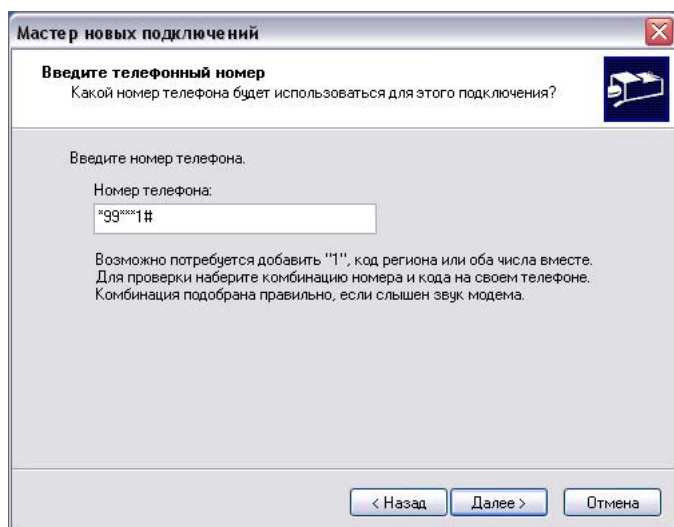 Мастер новых подключений
Введите телефонный номер
Какой номер телефона будет использоваться для этого подключения?
Введите номер телефона.
Номер телефона:
*99***1#
Возможно потребуется добавить "1", код региона или оба числа вместе.
Для проверки наберите комбинацию номера и кода на своем телефоне.
Комбинация подобрана правильно, если слышен звук модема.
< Назад Далее > Отмена